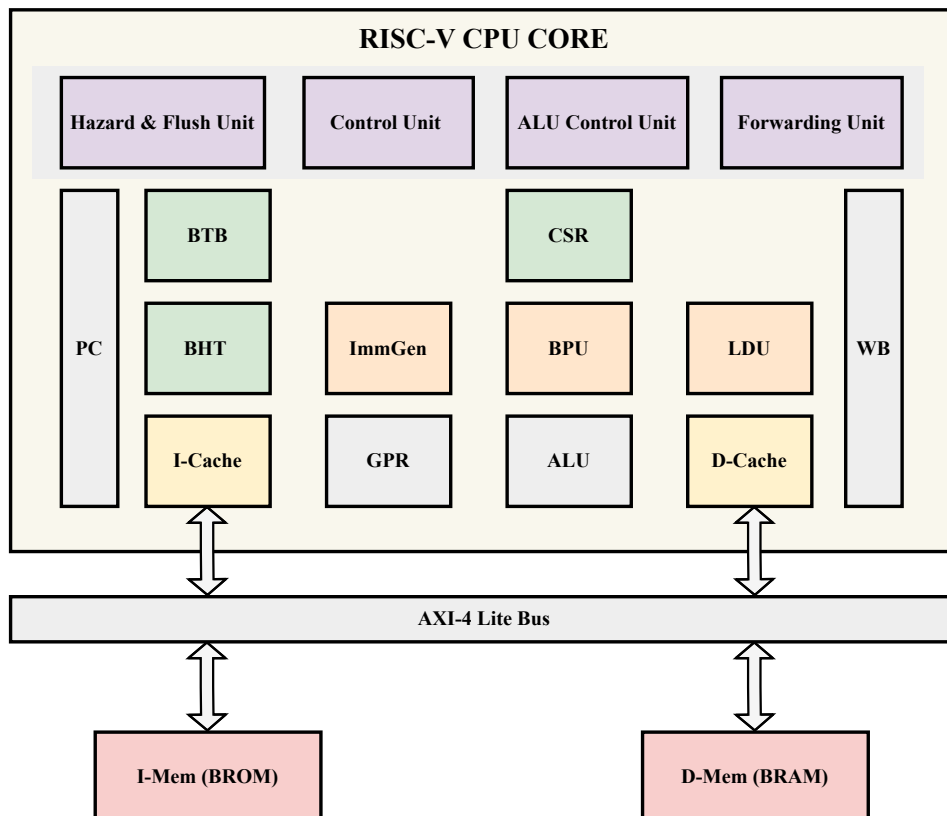 RISC-V CPU CORE
Hazard & Flush Unit
Control Unit
ALU Control Unit
Forwarding Unit
BTB
CSR
PC
BHT
ImmGen
BPU
LDU
WB
I-Cache
GPR
ALU
D-Cache
AXI-4 Lite Bus
I-Mem (BROM)
D-Mem (BRAM)